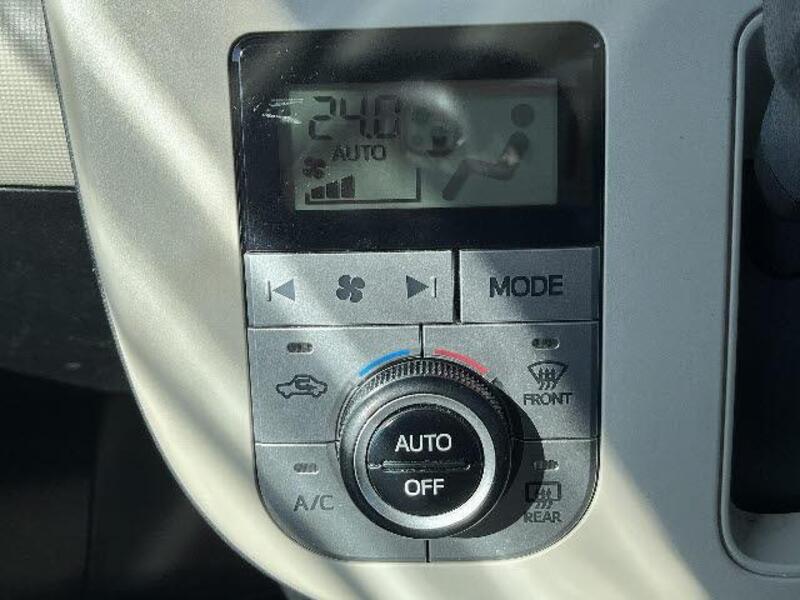 24.0
AUTO
MODE
FRONT
AUTO
OFF
A/C
REAR